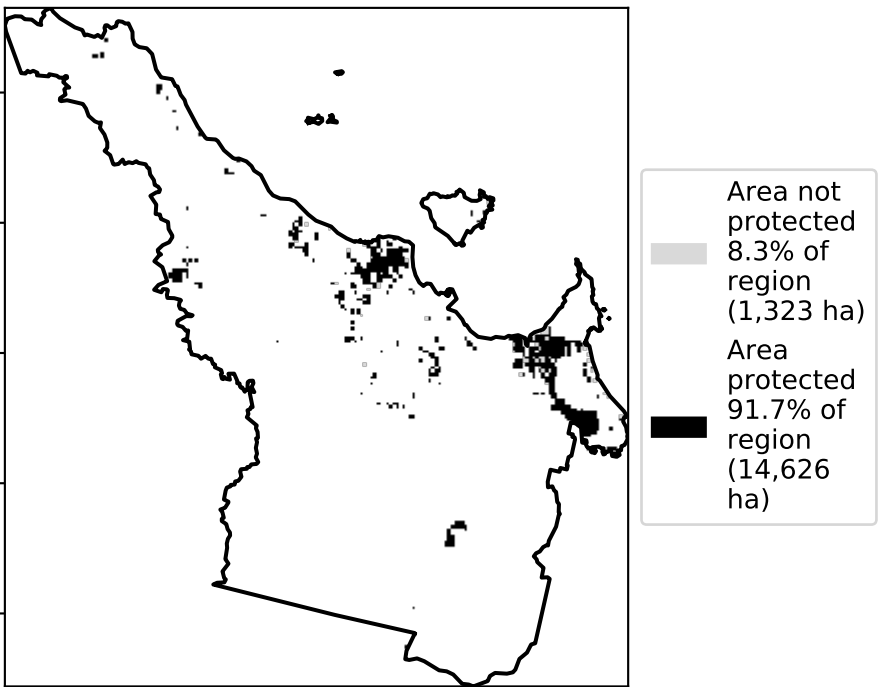 Area not
protected
8.3% of
region
(1,323 ha)
Area
protected
91.7% of
region
(14,626
ha)